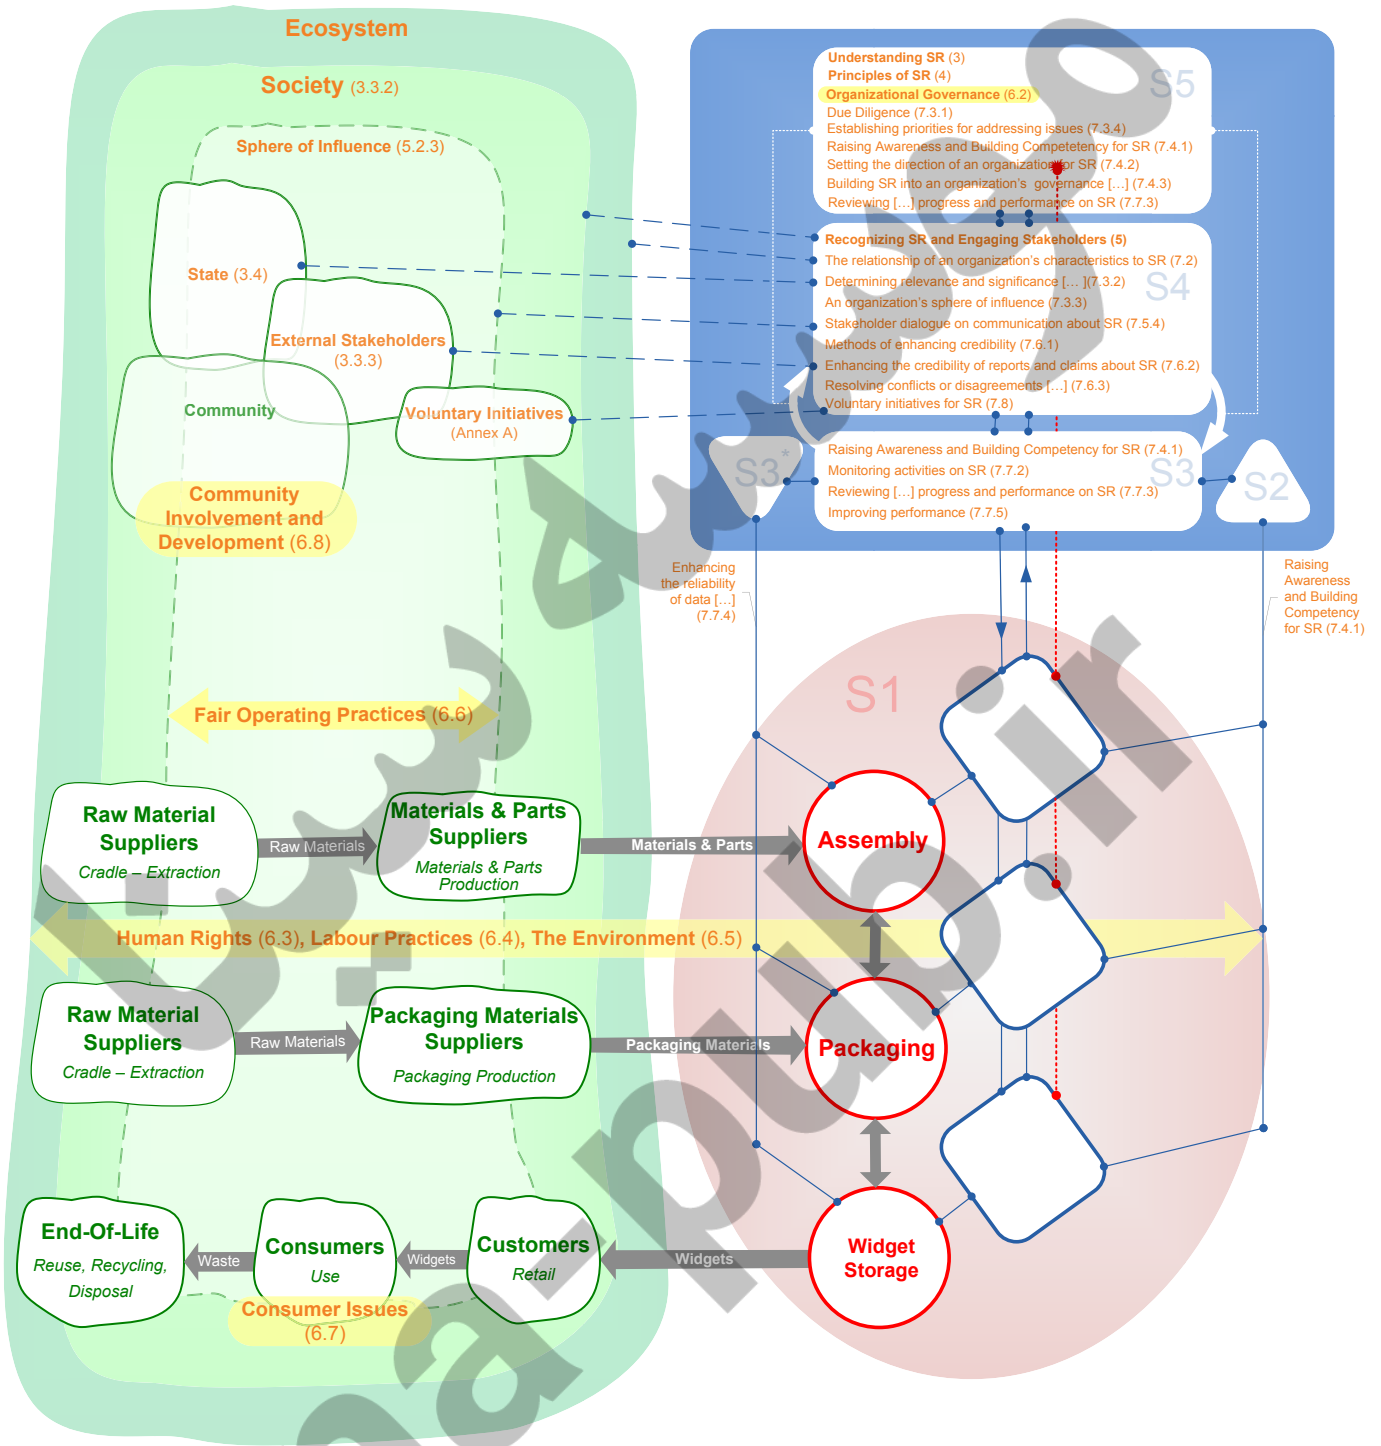 Ecosystem
Society (3.3.2)
Sphere of Influence (5.2.3)
State (3.4)
External Stakeholders
(3.3.3)
Community
Voluntary Initiatives
(Annex A)
Community
Involvement and
Development (6.8)
Fair Operating Practices (6.6)
Raw Material
Suppliers
Cradle – Extraction
Raw Materials
Materials & Parts
Suppliers
Materials & Parts
Production
Materials & Parts
Human Rights (6.3), Labour Practices (6.4), The Environment (6.5)
Raw Material
Suppliers
Cradle – Extraction
Raw Materials
Packaging Materials
Suppliers
Packaging Production
Packaging Materials
End-Of-Life
Reuse, Recycling,
Disposal
Waste
Consumers
Use
Widgets
Customers
Retail
Widgets
Consumer Issues
(6.7)
Understanding SR (3)
Principles of SR (4)
Organizational Governance (6.2)
Due Diligence (7.3.1)
Establishing priorities for addressing issues (7.3.4)
Raising Awareness and Building Competetency for SR (7.4.1)
Setting the direction of an organization for SR (7.4.2)
Building SR into an organization's governance […] (7.4.3)
Reviewing […] progress and performance on SR (7.7.3)
S5
Recognizing SR and Engaging Stakeholders (5)
The relationship of an organization's characteristics to SR (7.2)
Determining relevance and significance [… ](7.3.2)
An organization's sphere of influence (7.3.3)
Stakeholder dialogue on communication about SR (7.5.4)
Methods of enhancing credibility (7.6.1)
Enhancing the credibility of reports and claims about SR (7.6.2)
Resolving conflicts or disagreements […] (7.6.3)
Voluntary initiatives for SR (7.8)
S4
Raising Awareness and Building Competency for SR (7.4.1)
Monitoring activities on SR (7.7.2)
Reviewing […] progress and performance on SR (7.7.3)
Improving performance (7.7.5)
S3
S3*
S2
Enhancing
the reliability
of data […]
(7.7.4)
Raising
Awareness
and Building
Competency
for SR (7.4.1)
S1
Assembly
Packaging
Widget
Storage